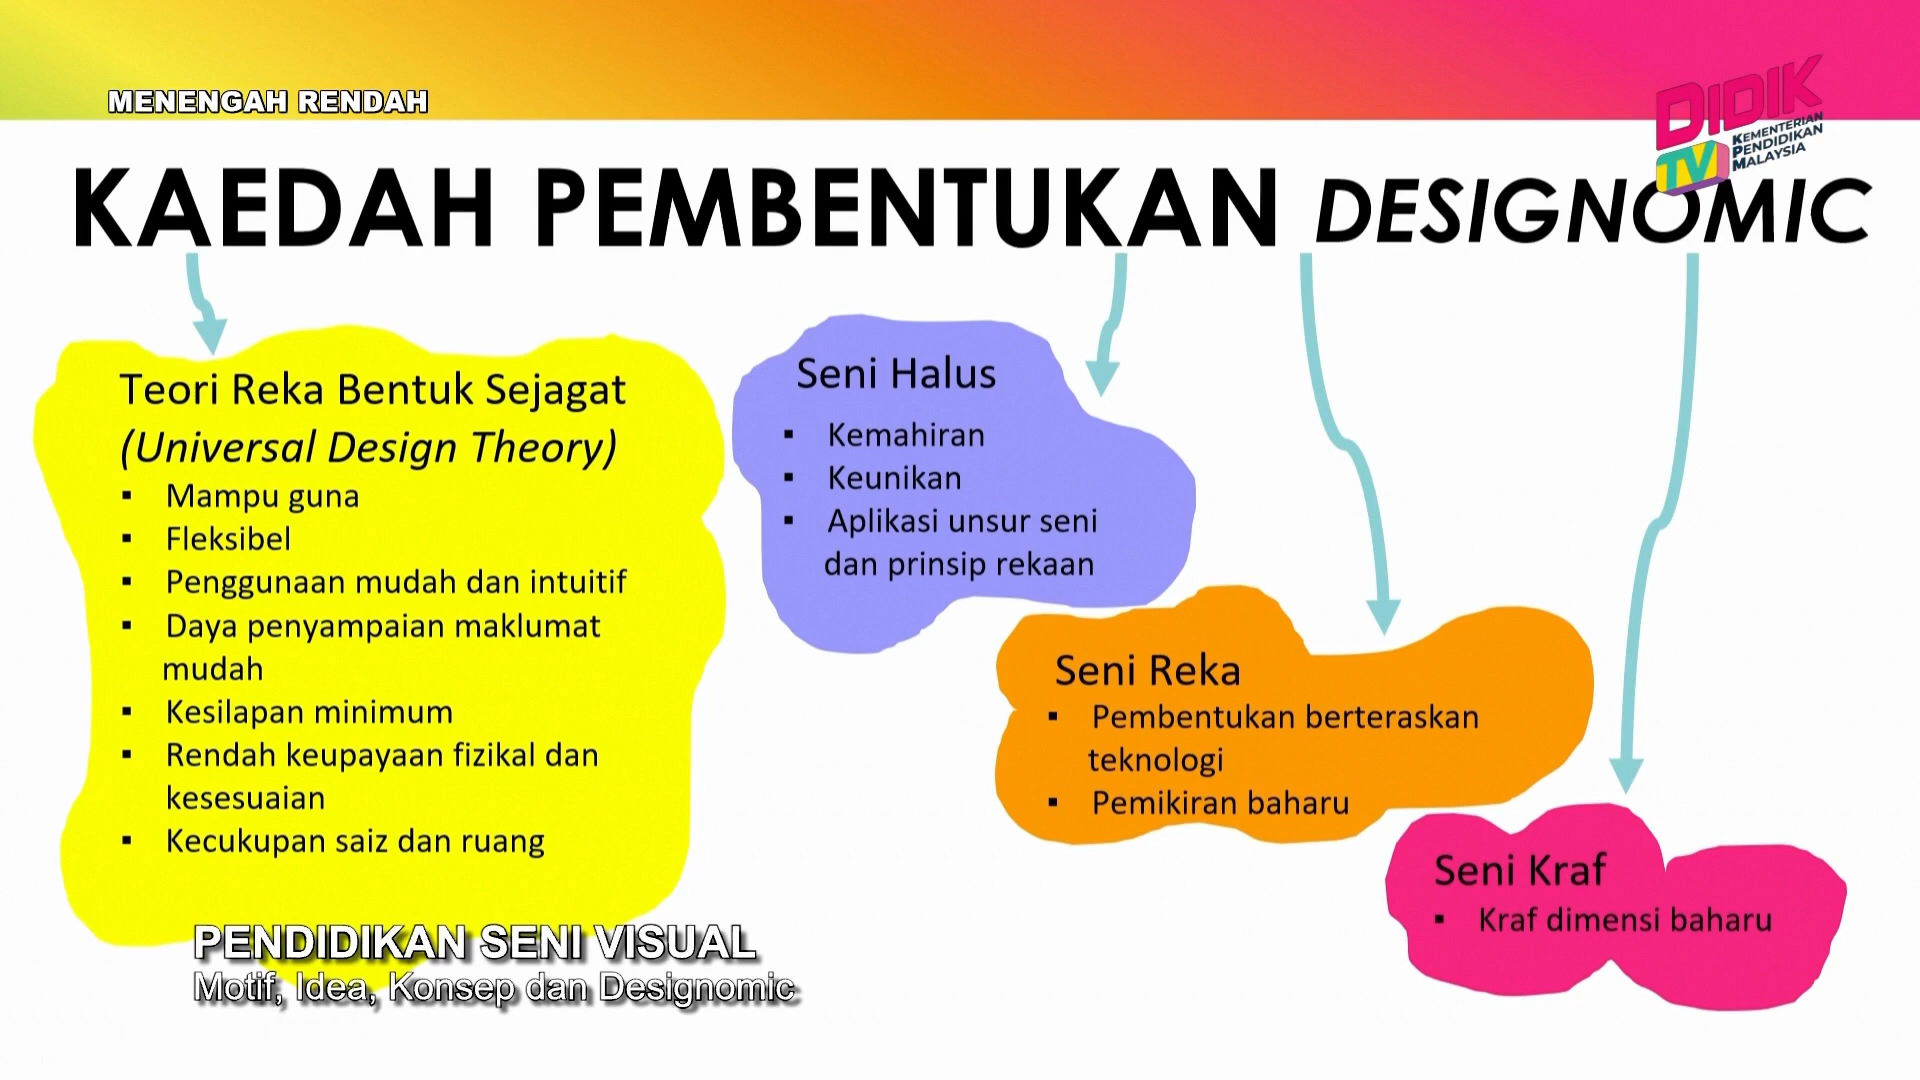 MENENGAH RENDAH
DIDIK
TV
KEMENTERIAN
PENDIDIKAN
MALAYSIA
KAEDAH PEMBENTUKAN DESIGNOMIC
Teori Reka Bentuk Sejagat
(Universal Design Theory)
▪ Mampu guna
▪ Fleksibel
▪ Penggunaan mudah dan intuitif
▪ Daya penyampaian maklumat
mudah
▪ Kesilapan minimum
▪ Rendah keupayaan fizikal dan
kesesuaian
▪ Kecukupan saiz dan ruang
Seni Halus
▪ Kemahiran
▪ Keunikan
▪ Aplikasi unsur seni
dan prinsip rekaan
Seni Reka
▪ Pembentukan berteraskan
teknologi
▪ Pemikiran baharu
Seni Kraf
▪ Kraf dimensi baharu
PENDIDIKAN SENI VISUAL
Motif, Idea, Konsep dan Designomic